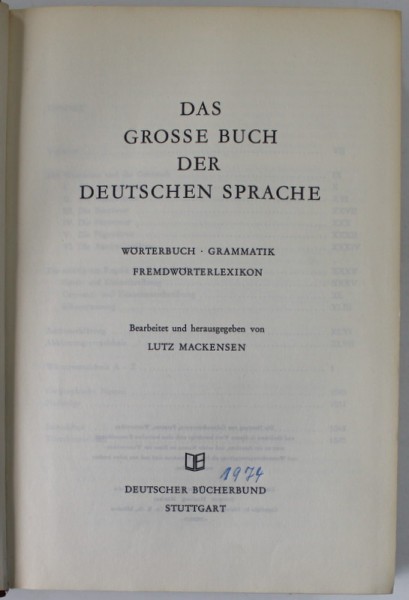 DAS
GROSSE BUCH
DER
DEUTSCHEN SPRACHE
WÖRTERBUCH · GRAMMATIK
FREMDWÖRTERLEXIKON
Bearbeitet und herausgegeben von
LUTZ MACKENSEN
1974
DEUTSCHER BÜCHERBUND
STUTTGART